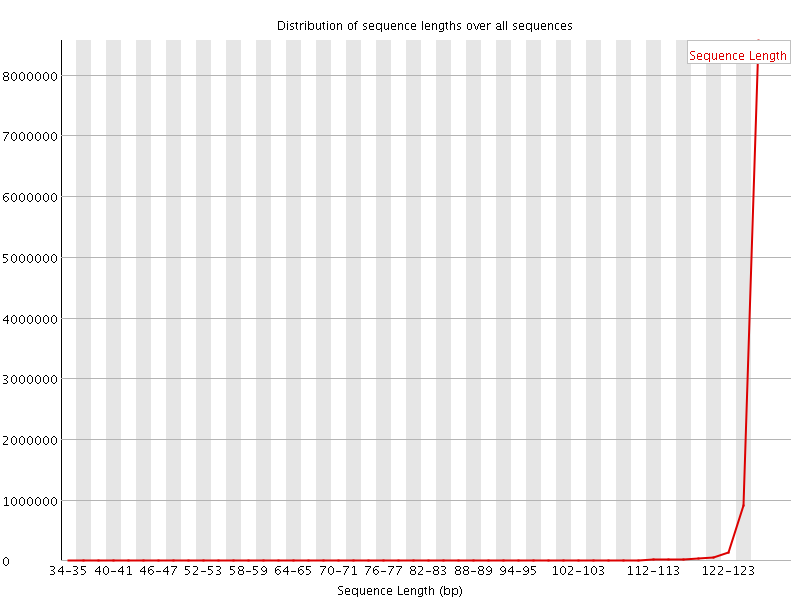 Distribution of sequence lengths over all sequences
Sequence Length
8000000
7000000
6000000
5000000
4000000
3000000
2000000
1000000
0
34-35 40-41 46-47 52-53 58-59 64-65 70-71 76-77 82-83 88-89 94-95 102-103 112-113 122-123
Sequence Length (bp)